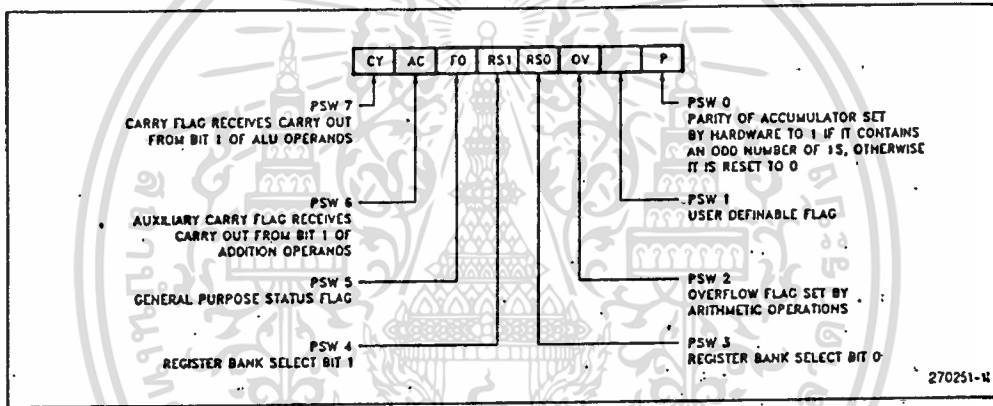 CY AC F0 RS1 RS0 OV P
PSW 7
CARRY FLAG RECEIVES CARRY OUT
FROM BIT 1 OF ALU OPERANDS
PSW 6
AUXILIARY CARRY FLAG RECEIVES
CARRY OUT FROM BIT 1 OF
ADDITION OPERANDS
PSW 5
GENERAL PURPOSE STATUS FLAG
PSW 4
REGISTER BANK SELECT BIT 1
PSW 0
PARITY OF ACCUMULATOR SET
BY HARDWARE TO 1 IF IT CONTAINS
AN ODD NUMBER OF 1S, OTHERWISE
IT IS RESET TO 0
PSW 1
USER DEFINABLE FLAG
PSW 2
OVERFLOW FLAG SET BY
ARITHMETIC OPERATIONS
PSW 3
REGISTER BANK SELECT BIT 0